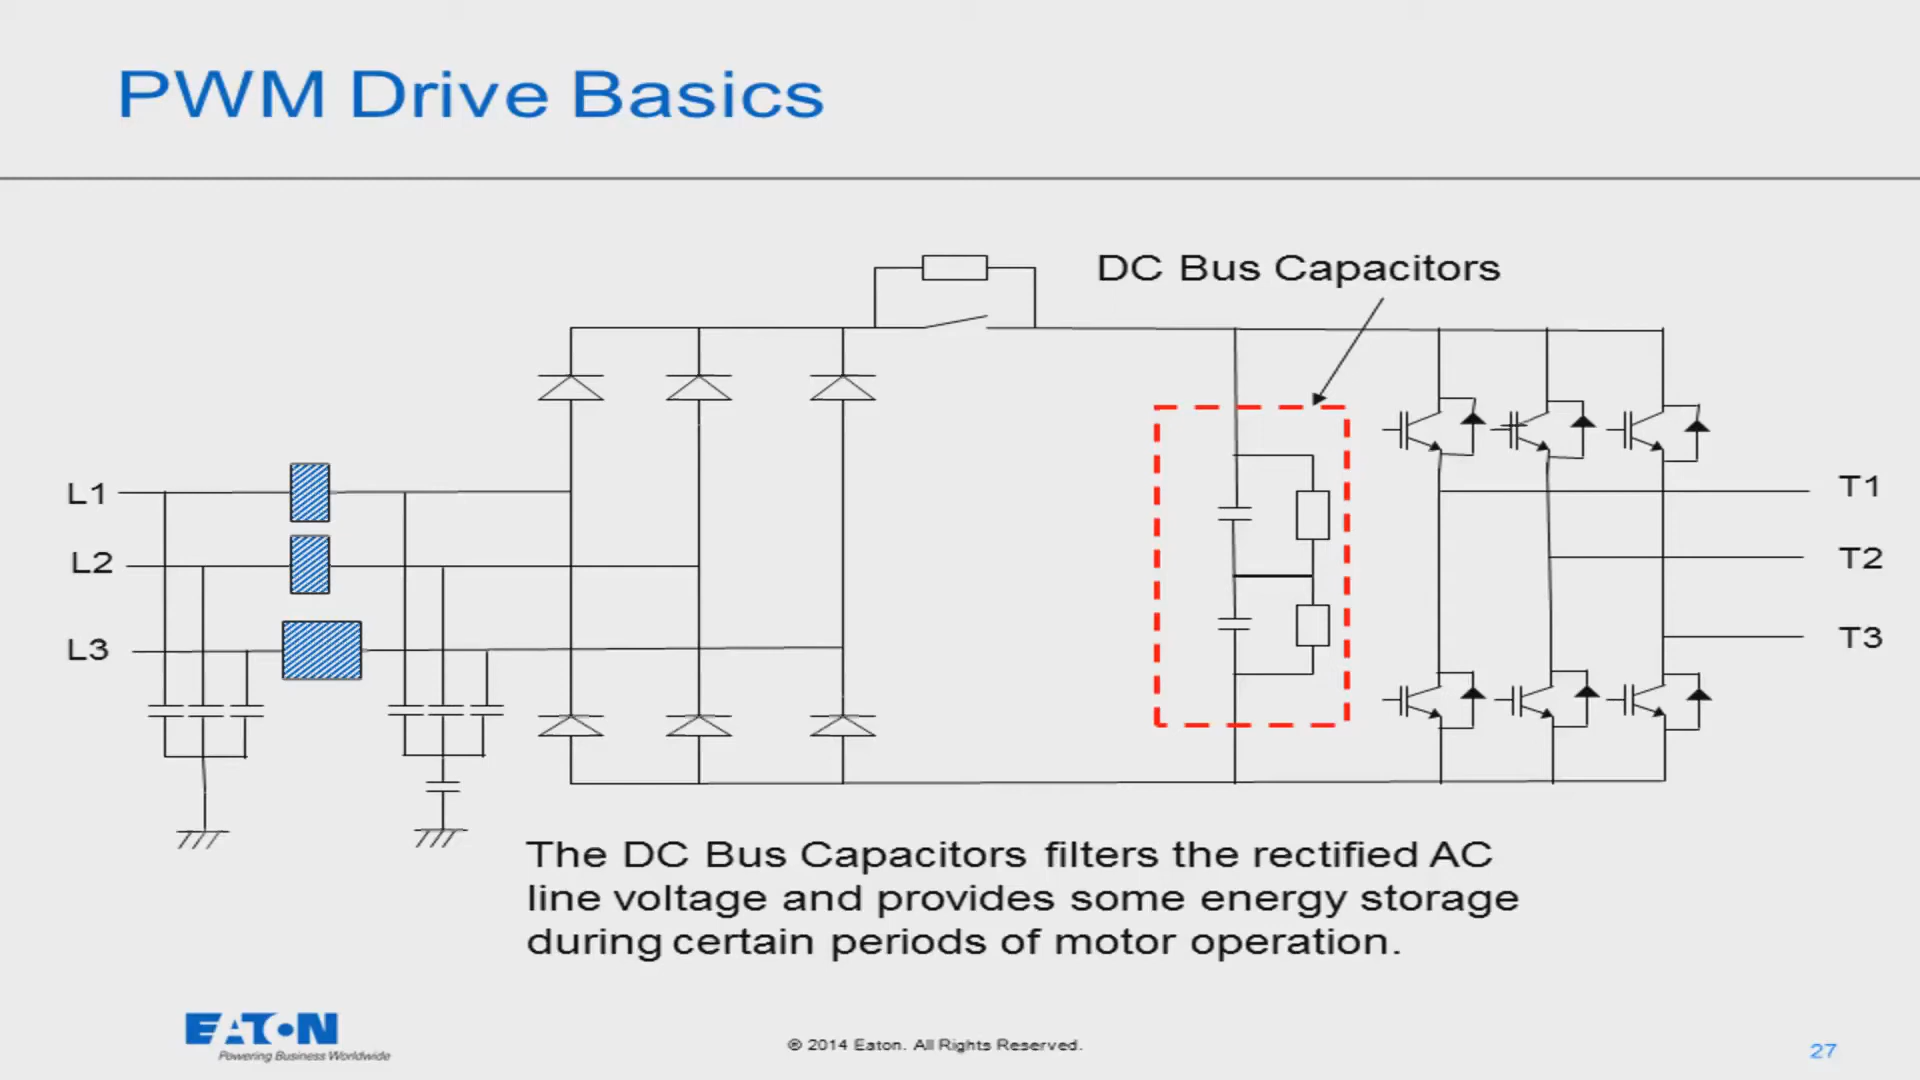 PWM Drive Basics
DC Bus Capacitors
L1
L2
L3
T1
T2
T3
The DC Bus Capacitors filters the rectified AC
line voltage and provides some energy storage
during certain periods of motor operation.
EATON
Powering Business Worldwide
© 2014 Eaton. All Rights Reserved.
27